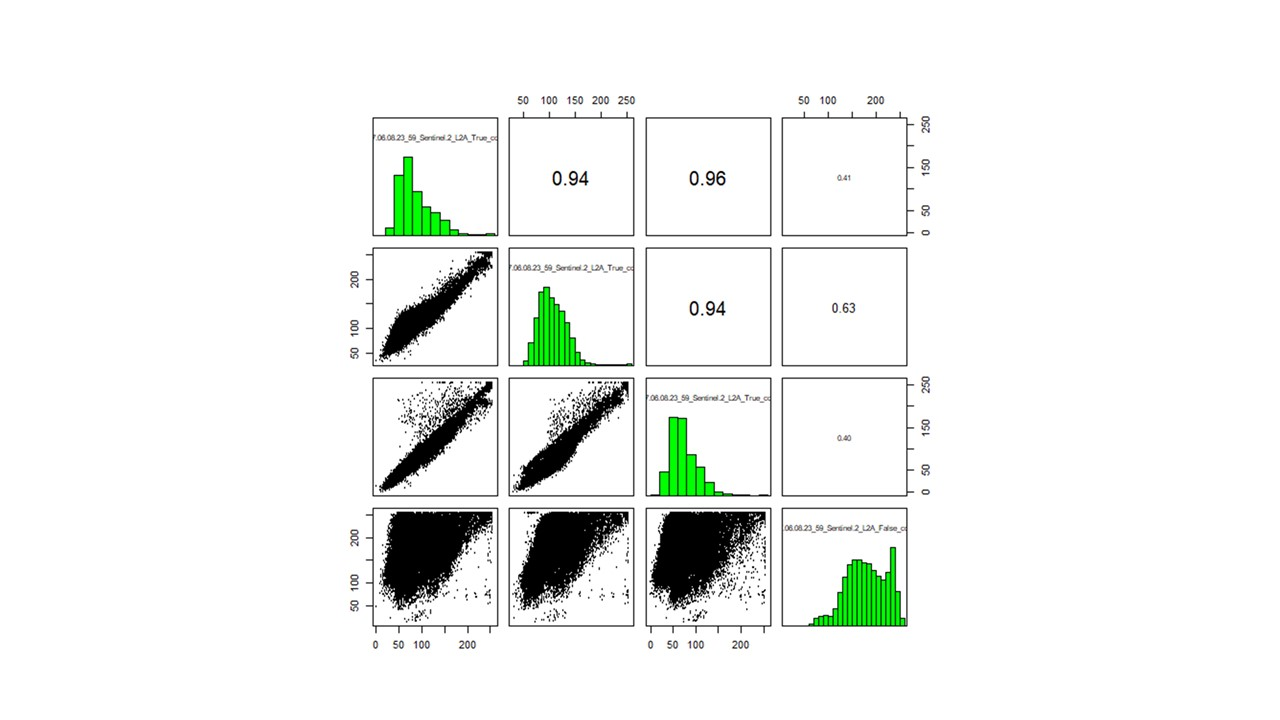 50 100 150 200 250 50 100 200
7.06.08.23_59_Sentinel.2_L2A_True_co
0.94
0.96
0.41
0 50 150 250
50 100 200
7.06.08.23_59_Sentinel.2_L2A_True_co
0.94
0.63
7.06.08.23_59_Sentinel.2_L2A_True_co
0.40
0 50 150 250
50 100 200
.06.08.23_59_Sentinel.2_L2A_False_co
0 50 100 200 0 50 100 200